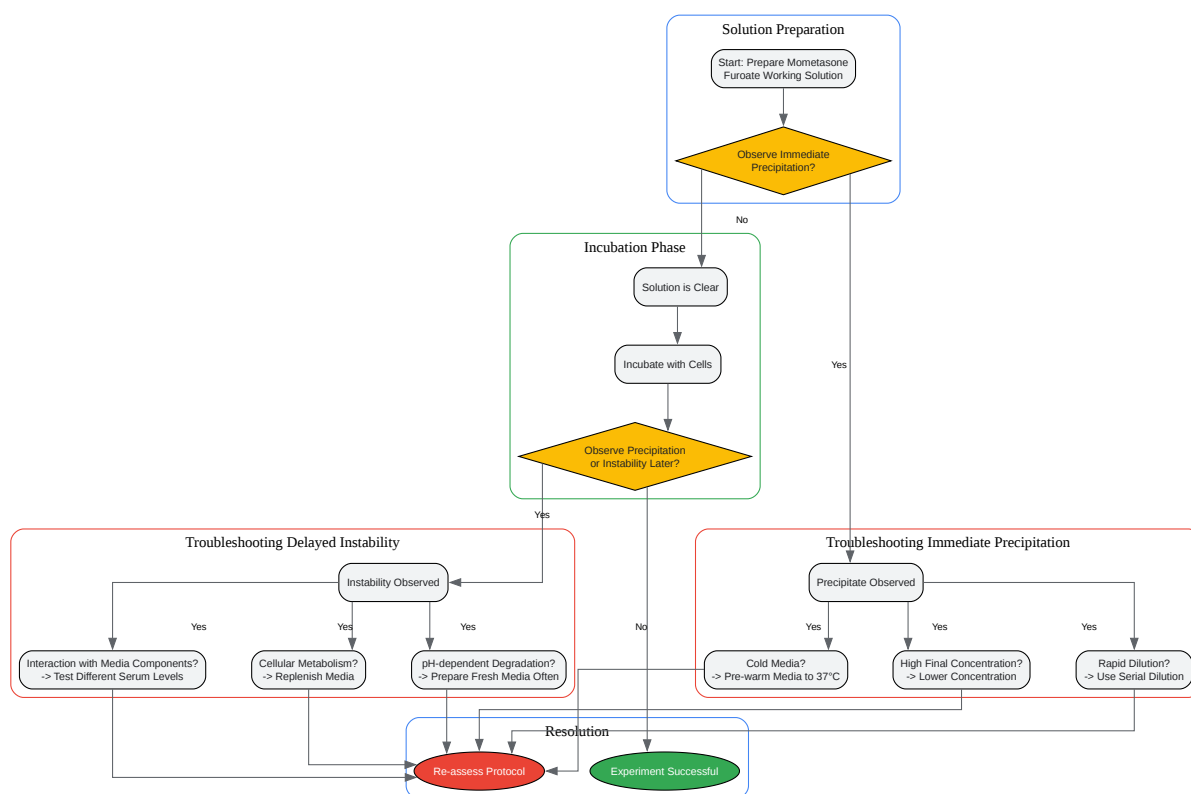 Solution Preparation
Start: Prepare Mometasone
Furoate Working Solution
Observe Immediate
Precipitation?
No
Incubation Phase
Solution is Clear
Incubate with Cells
Yes
Observe Precipitation
or Instability Later?
Yes
Troubleshooting Delayed Instability
Troubleshooting Immediate Precipitation
Instability Observed
Precipitate Observed
Yes
Yes
Yes
No
Yes
Yes
Yes
Interaction with Media Components?
-> Test Different Serum Levels
Cellular Metabolism?
-> Replenish Media
pH-dependent Degradation?
-> Prepare Fresh Media Often
Cold Media?
-> Pre-warm Media to 37°C
High Final Concentration?
-> Lower Concentration
Rapid Dilution?
-> Use Serial Dilution
Resolution
Re-assess Protocol
Experiment Successful